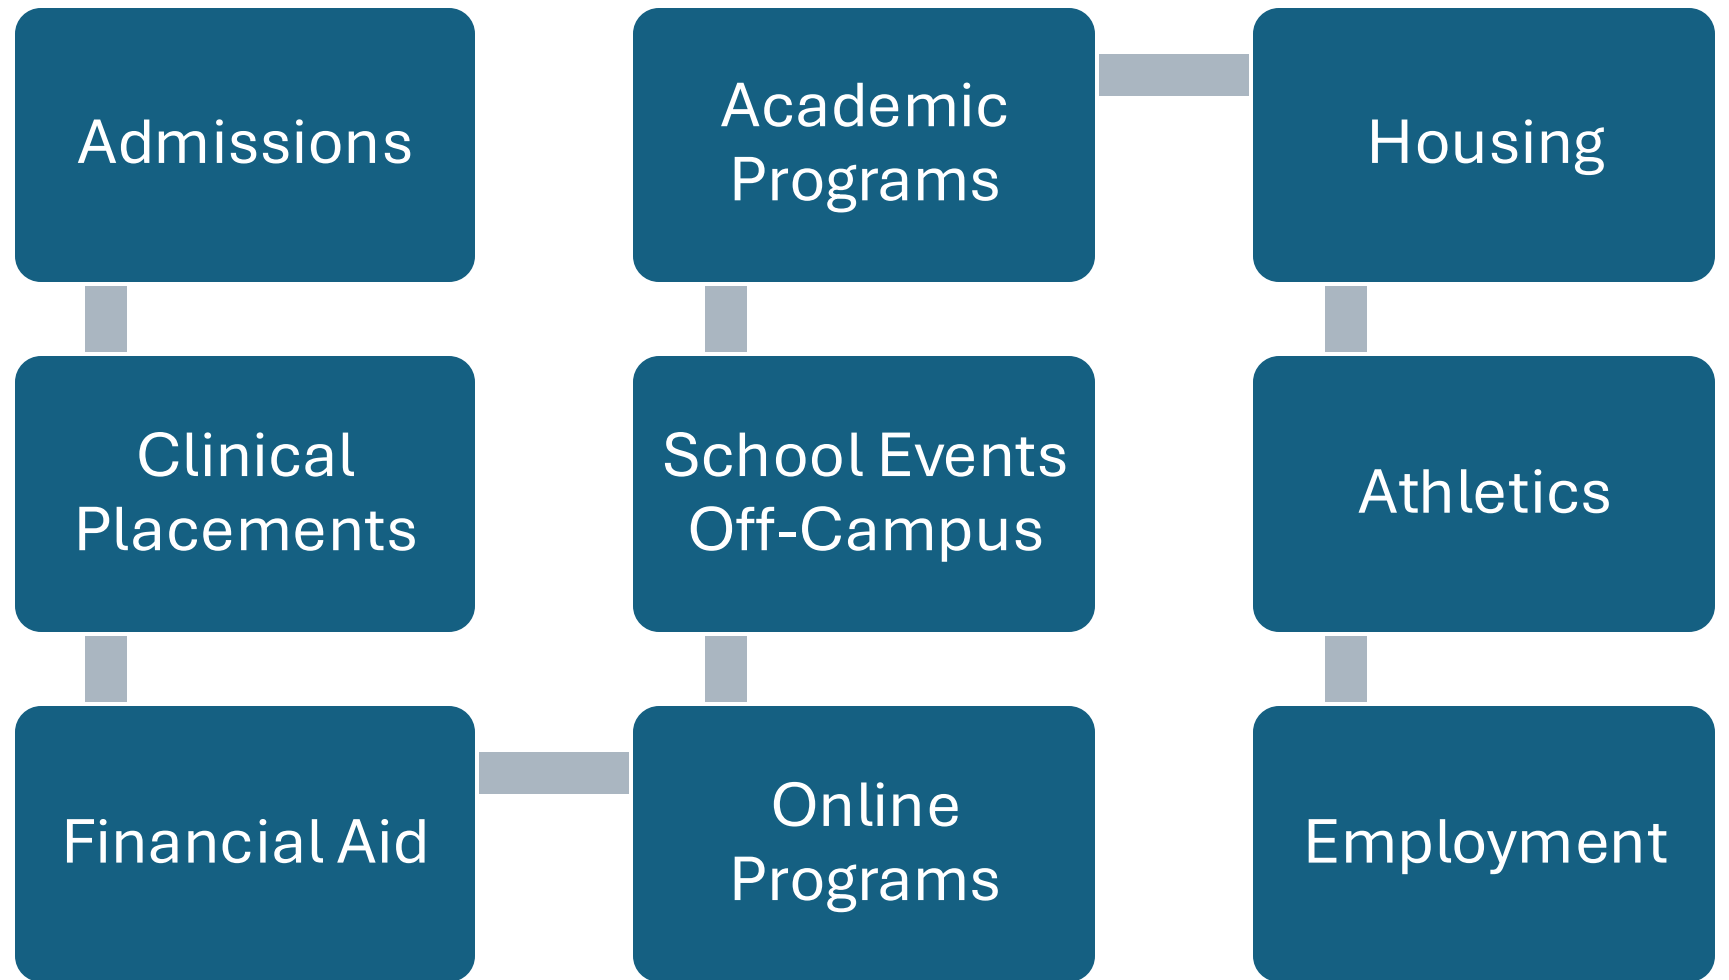 Admissions
Clinical
Placements
Financial Aid
Online
Programs
School Events
Off-Campus
Academic
Programs
Housing
Athletics
Employment